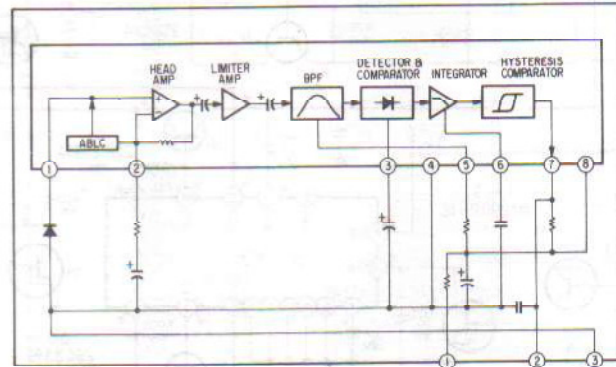 HEAD AMP
LIMITER AMP
BPF
DETECTOR & COMPARATOR
INTEGRATOR
HYSTERESIS COMPARATOR
+
−
+
+
ABLC
1
2
3
4
5
6
7
8
+
+
+
1
2
3